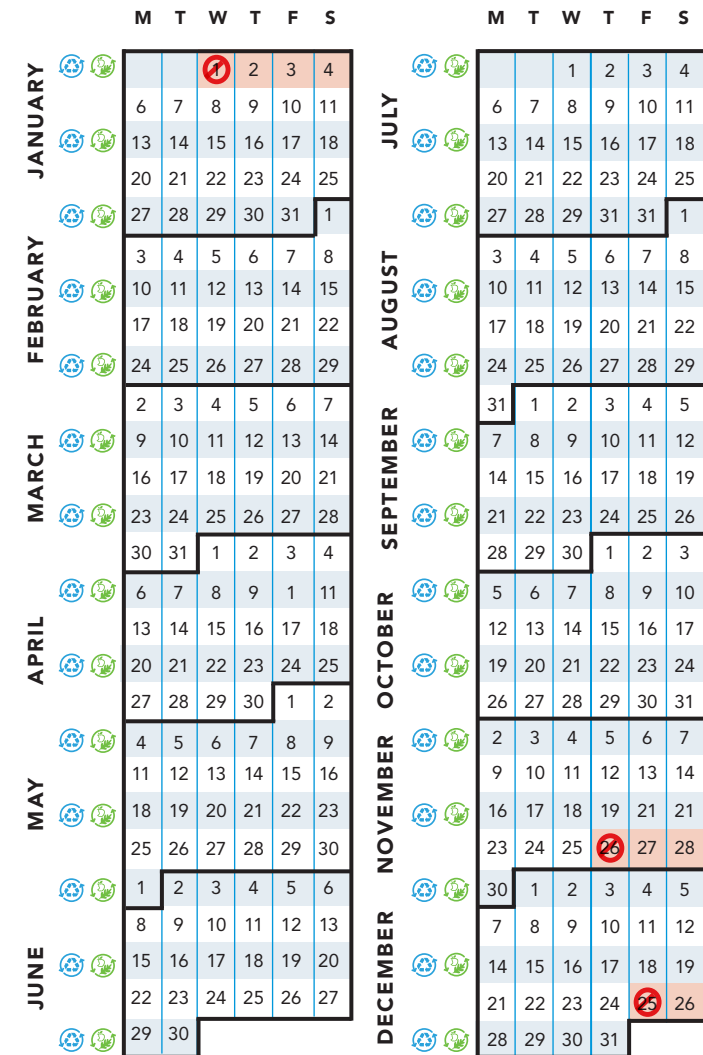 M T W T F S
JANUARY
1 2 3 4
6 7 8 9 10 11
13 14 15 16 17 18
20 21 22 23 24 25
27 28 29 30 31 1
FEBRUARY
3 4 5 6 7 8
10 11 12 13 14 15
17 18 19 20 21 22
24 25 26 27 28 29
MARCH
2 3 4 5 6 7
9 10 11 12 13 14
16 17 18 19 20 21
23 24 25 26 27 28
30 31 1 2 3 4
APRIL
6 7 8 9 1 11
13 14 15 16 17 18
20 21 22 23 24 25
27 28 29 30 1 2
MAY
4 5 6 7 8 9
11 12 13 14 15 16
18 19 20 21 22 23
25 26 27 28 29 30
1 2 3 4 5 6
JUNE
8 9 10 11 12 13
15 16 17 18 19 20
22 23 24 25 26 27
29 30
M T W T F S
JULY
1 2 3 4
6 7 8 9 10 11
13 14 15 16 17 18
20 21 22 23 24 25
27 28 29 31 31 1
AUGUST
3 4 5 6 7 8
10 11 12 13 14 15
17 18 19 20 21 22
24 25 26 27 28 29
31 1 2 3 4 5
SEPTEMBER
7 8 9 10 11 12
14 15 16 17 18 19
21 22 23 24 25 26
28 29 30 1 2 3
OCTOBER
5 6 7 8 9 10
12 13 14 15 16 17
19 20 21 22 23 24
26 27 28 29 30 31
NOVEMBER
2 3 4 5 6 7
9 10 11 12 13 14
16 17 18 19 21 21
23 24 25 26 27 28
30 1 2 3 4 5
DECEMBER
7 8 9 10 11 12
14 15 16 17 18 19
21 22 23 24 25 26
28 29 30 31